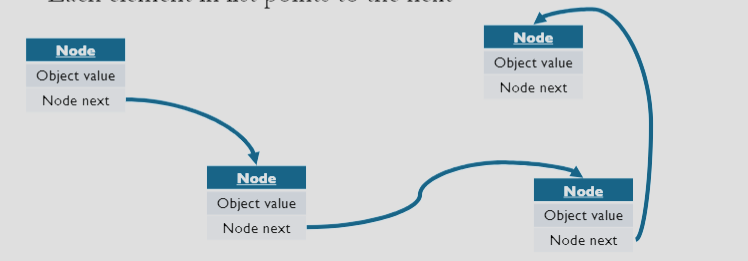 Each element in list points to the next
Node
Object value
Node next
Node
Object value
Node next
Node
Object value
Node next
Node
Object value
Node next